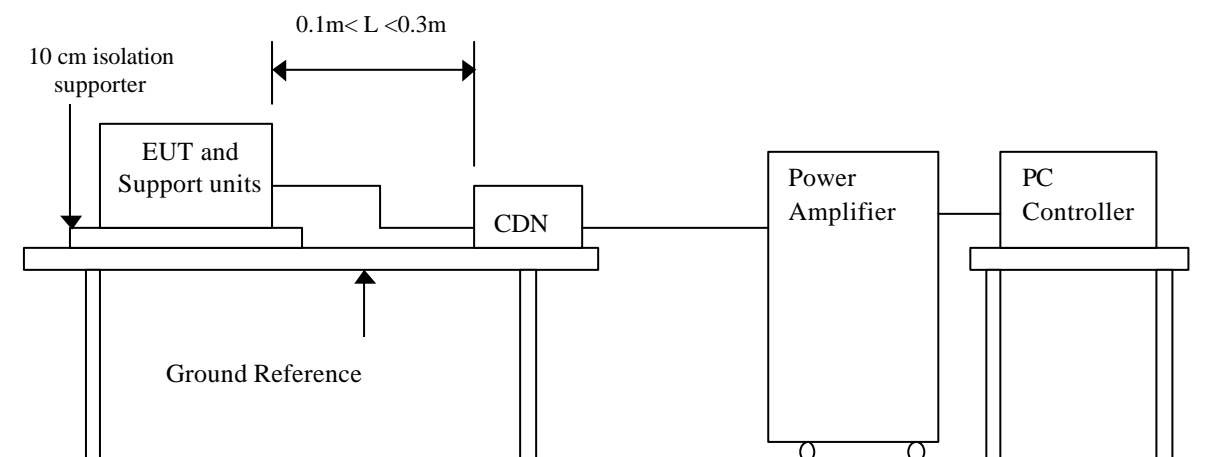 0.1m< L <0.3m
10 cm isolation
supporter
EUT and
Support units
CDN
Power
Amplifier
PC
Controller
Ground Reference